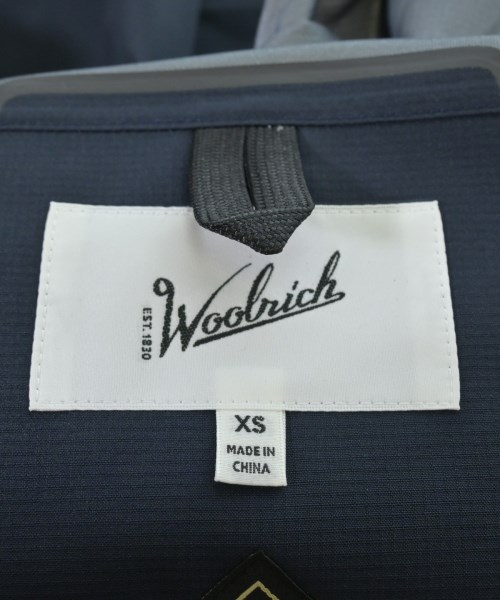 Woolrich
EST. 1830
XS
MADE IN
CHINA